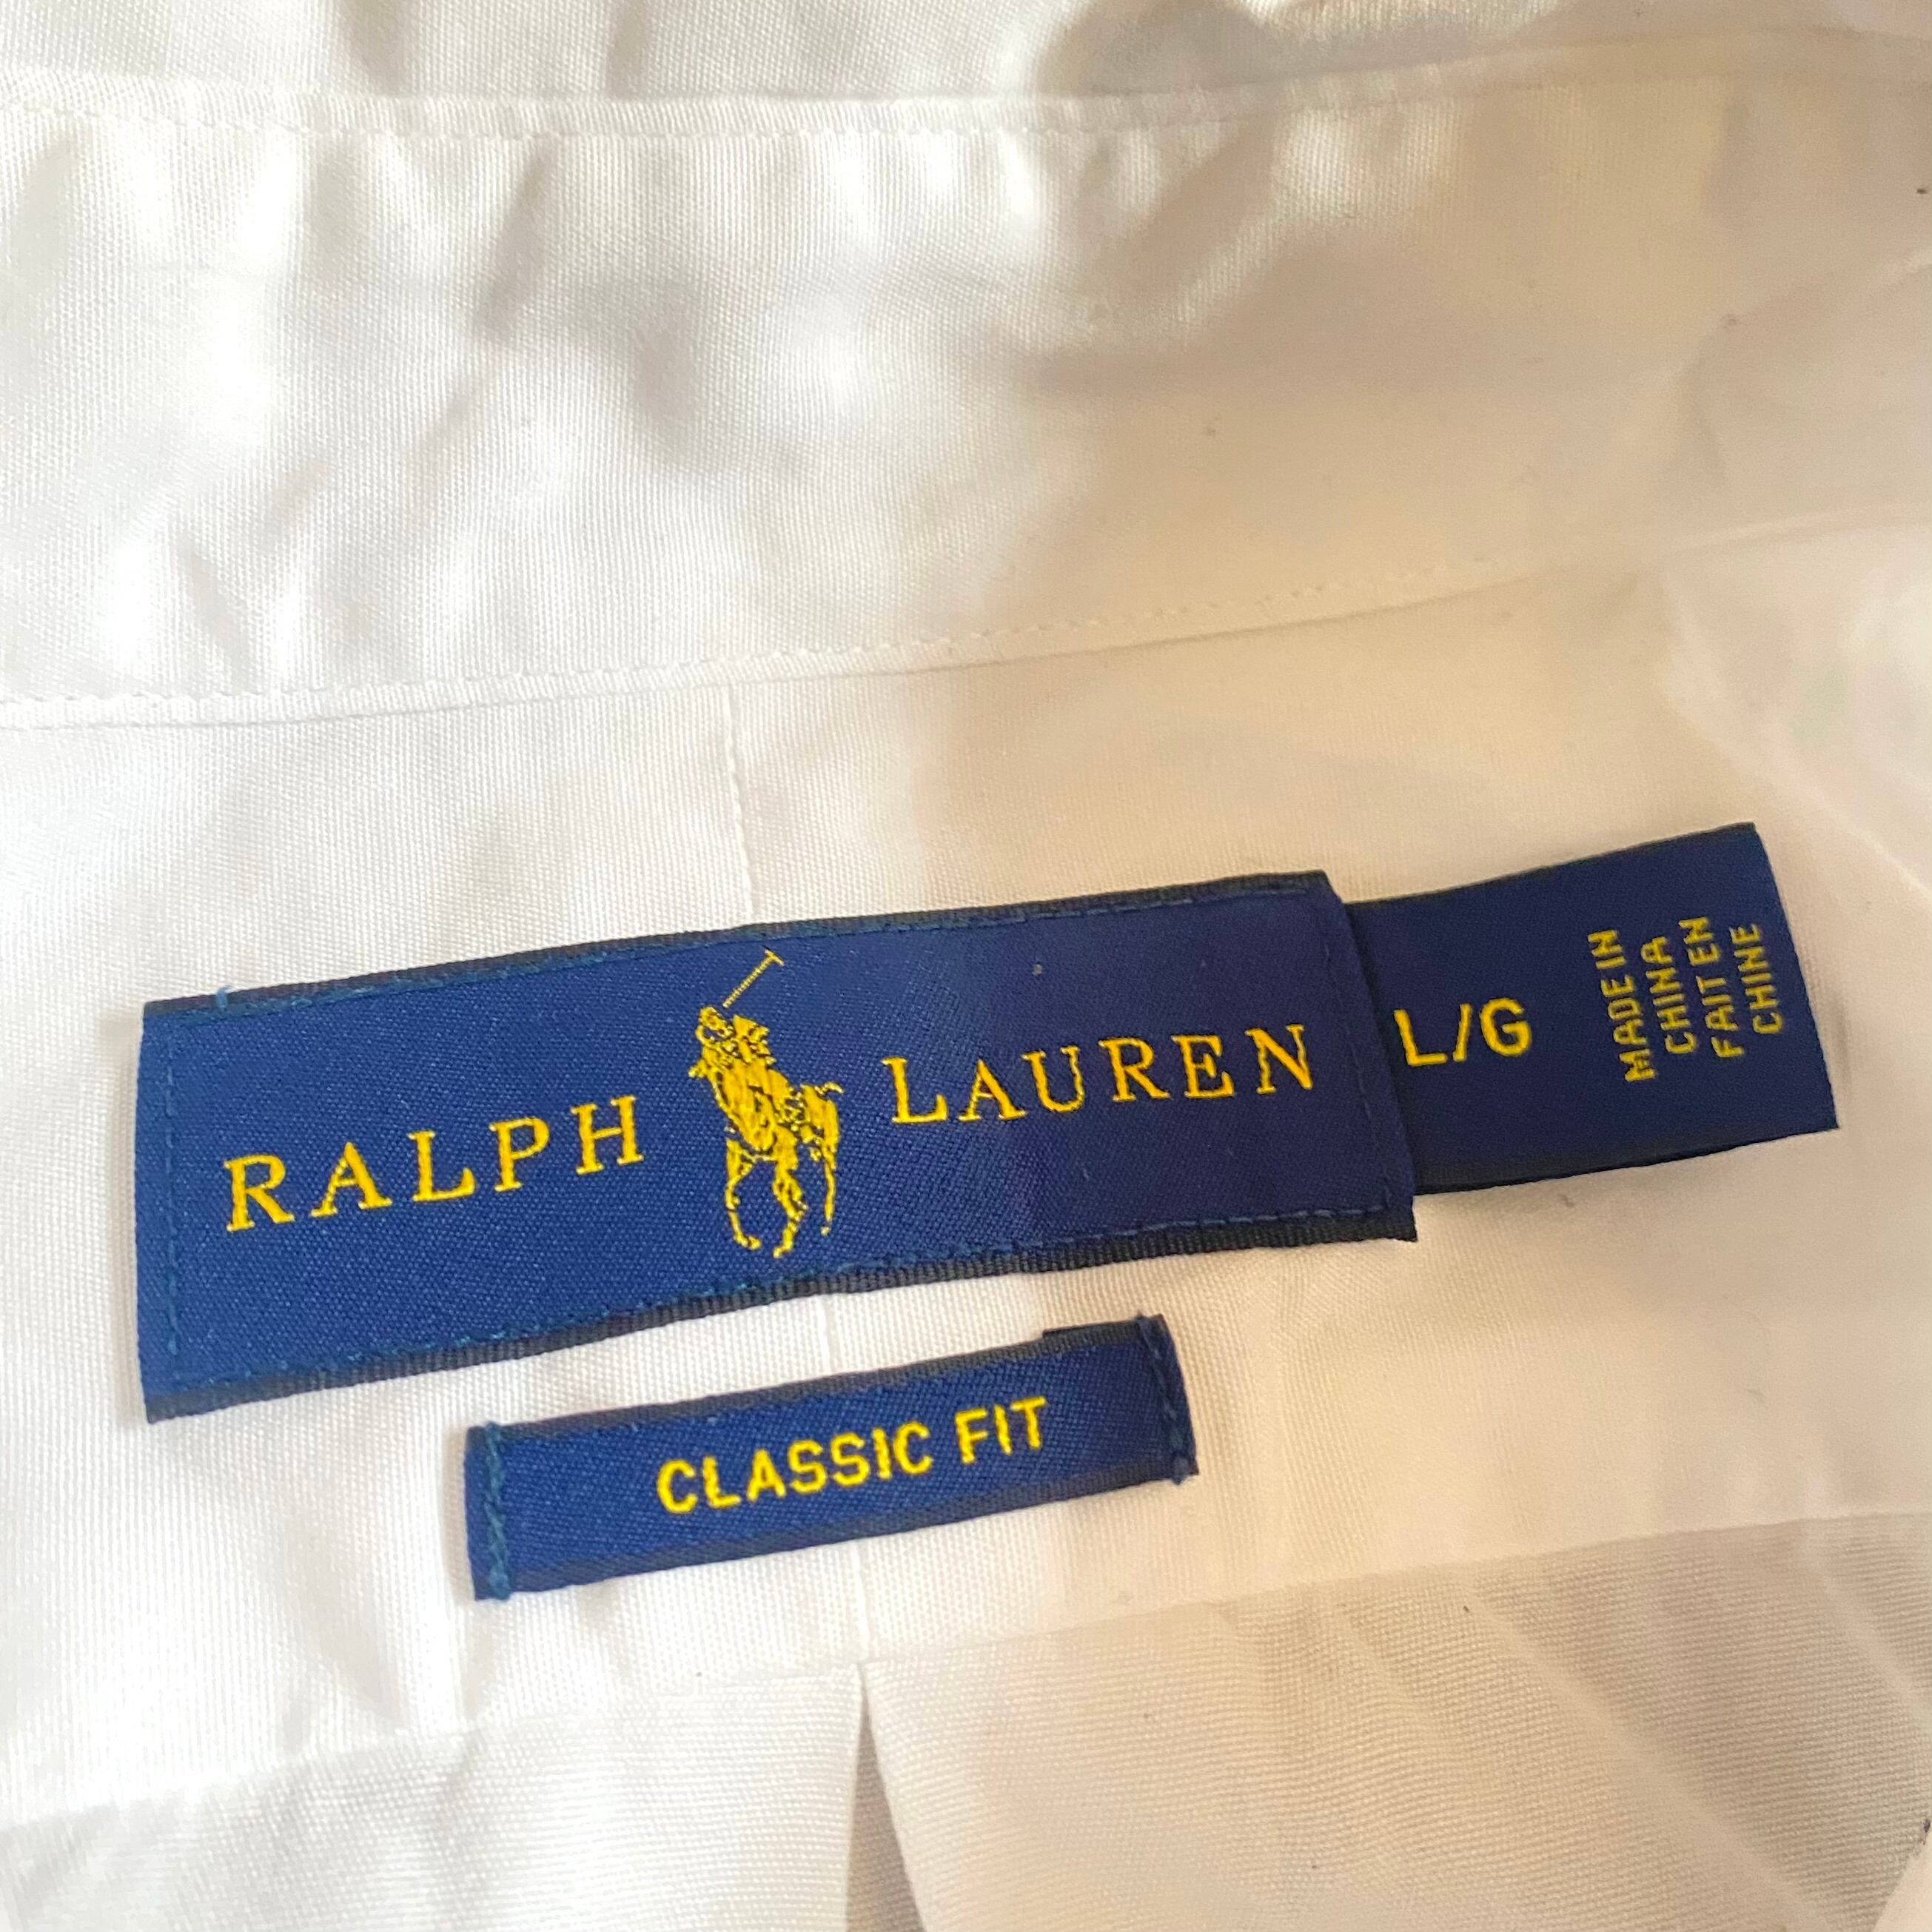 RALPH LAUREN
L/G
MADE IN
CHINA
FAIT EN
CHINE
CLASSIC FIT